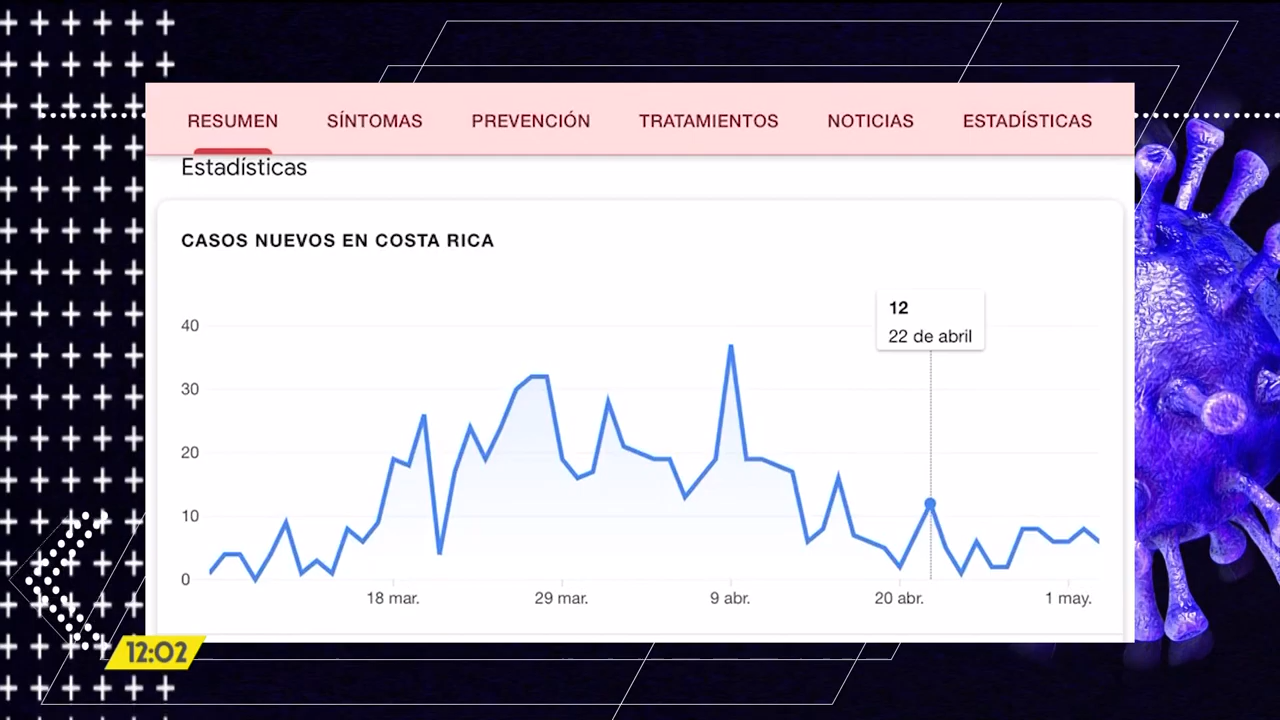 RESUMEN SÍNTOMAS PREVENCIÓN TRATAMIENTOS NOTICIAS ESTADÍSTICAS
Estadísticas
CASOS NUEVOS EN COSTA RICA
12
22 de abril
40
30
20
10
0
18 mar. 29 mar. 9 abr. 20 abr. 1 may.
12:02